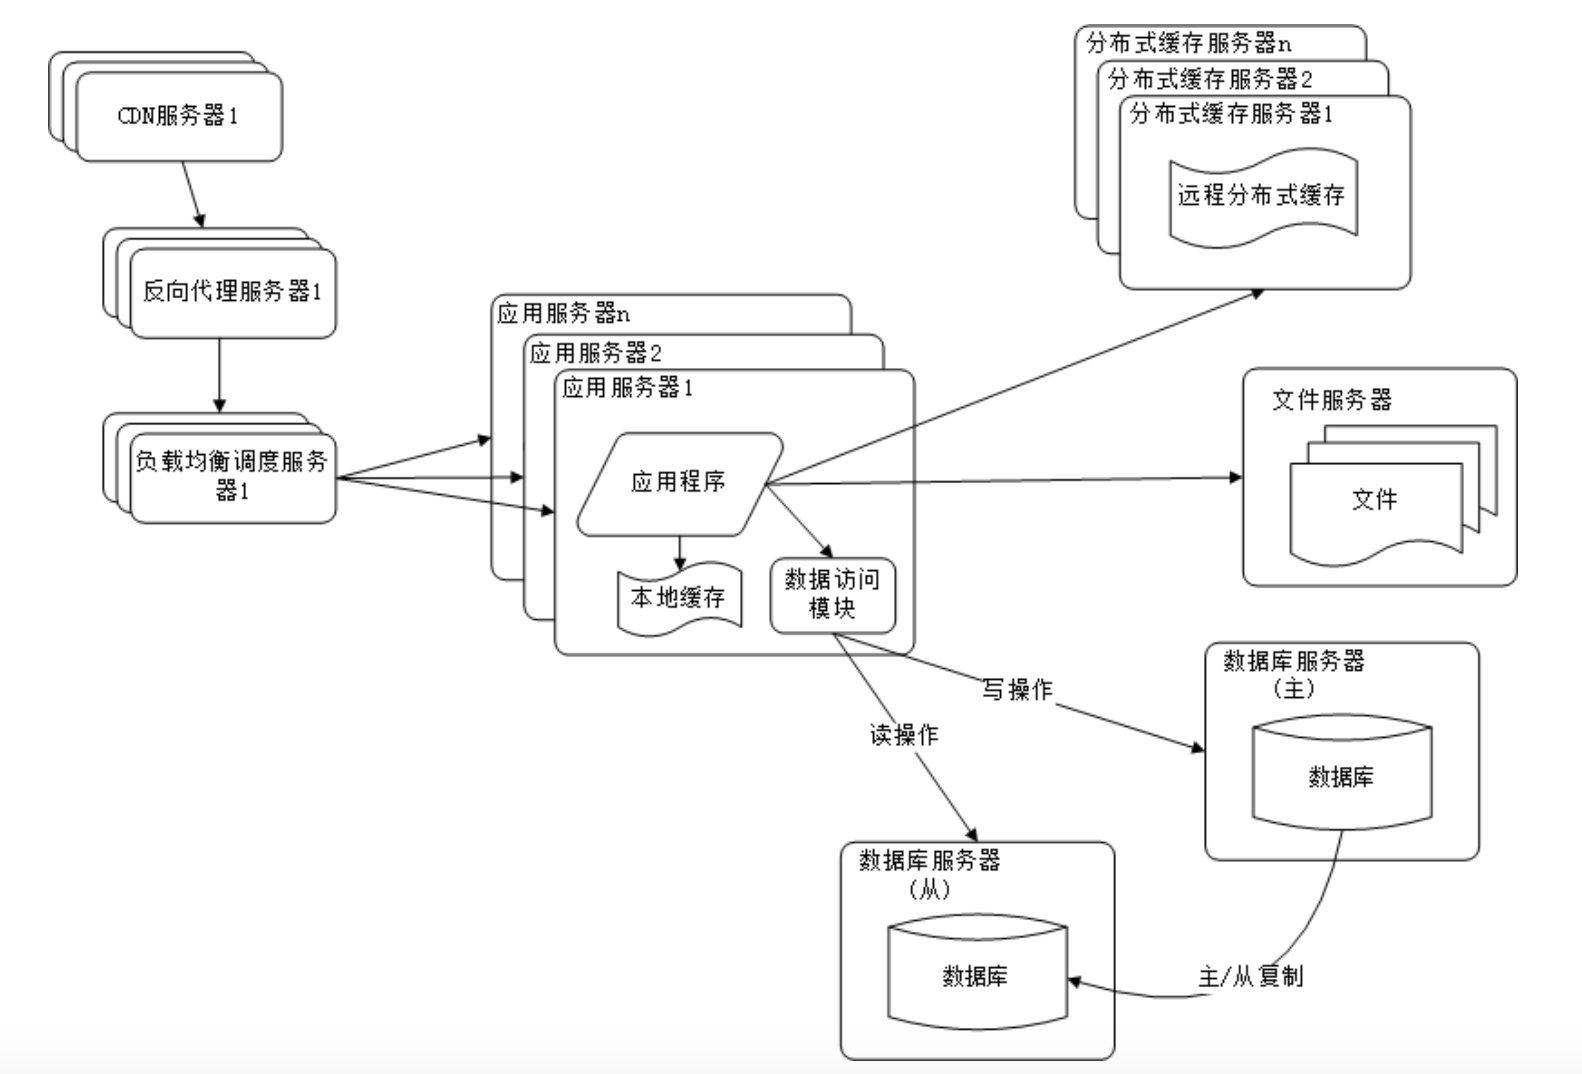 CDN服务器1
反向代理服务器1
负载均衡调度服务
器1
应用服务器n
应用服务器2
应用服务器1
应用程序
本地缓存
数据访问
模块
分布式缓存服务器n
分布式缓存服务器2
分布式缓存服务器1
远程分布式缓存
文件服务器
文件
写操作
读操作
数据库服务器
(主)
数据库
数据库服务器
(从)
数据库
主/从复制